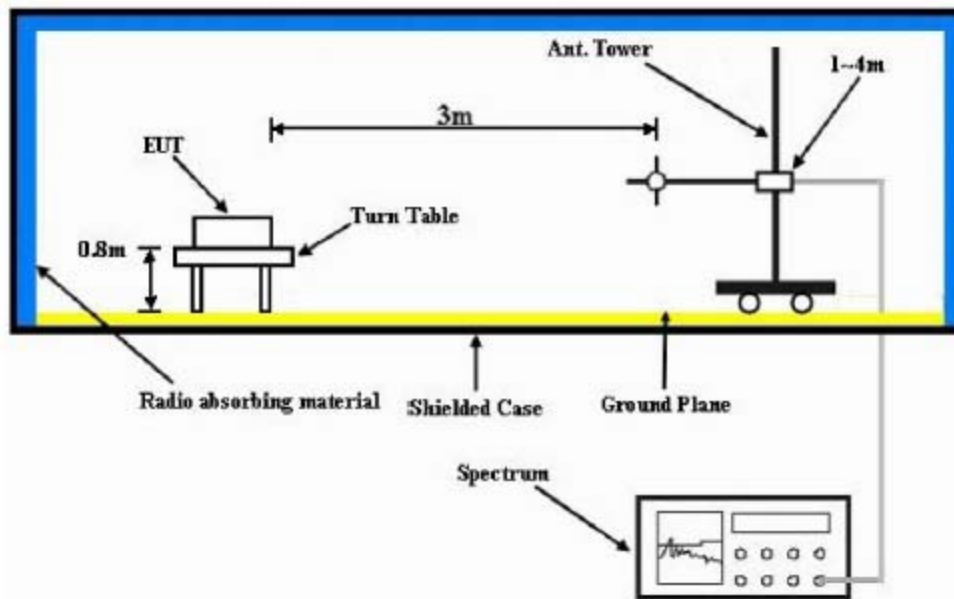 Ant. Tower
1~4m
3m
EUT
Turn Table
0.8m
Radio absorbing material
Shielded Case
Ground Plane
Spectrum